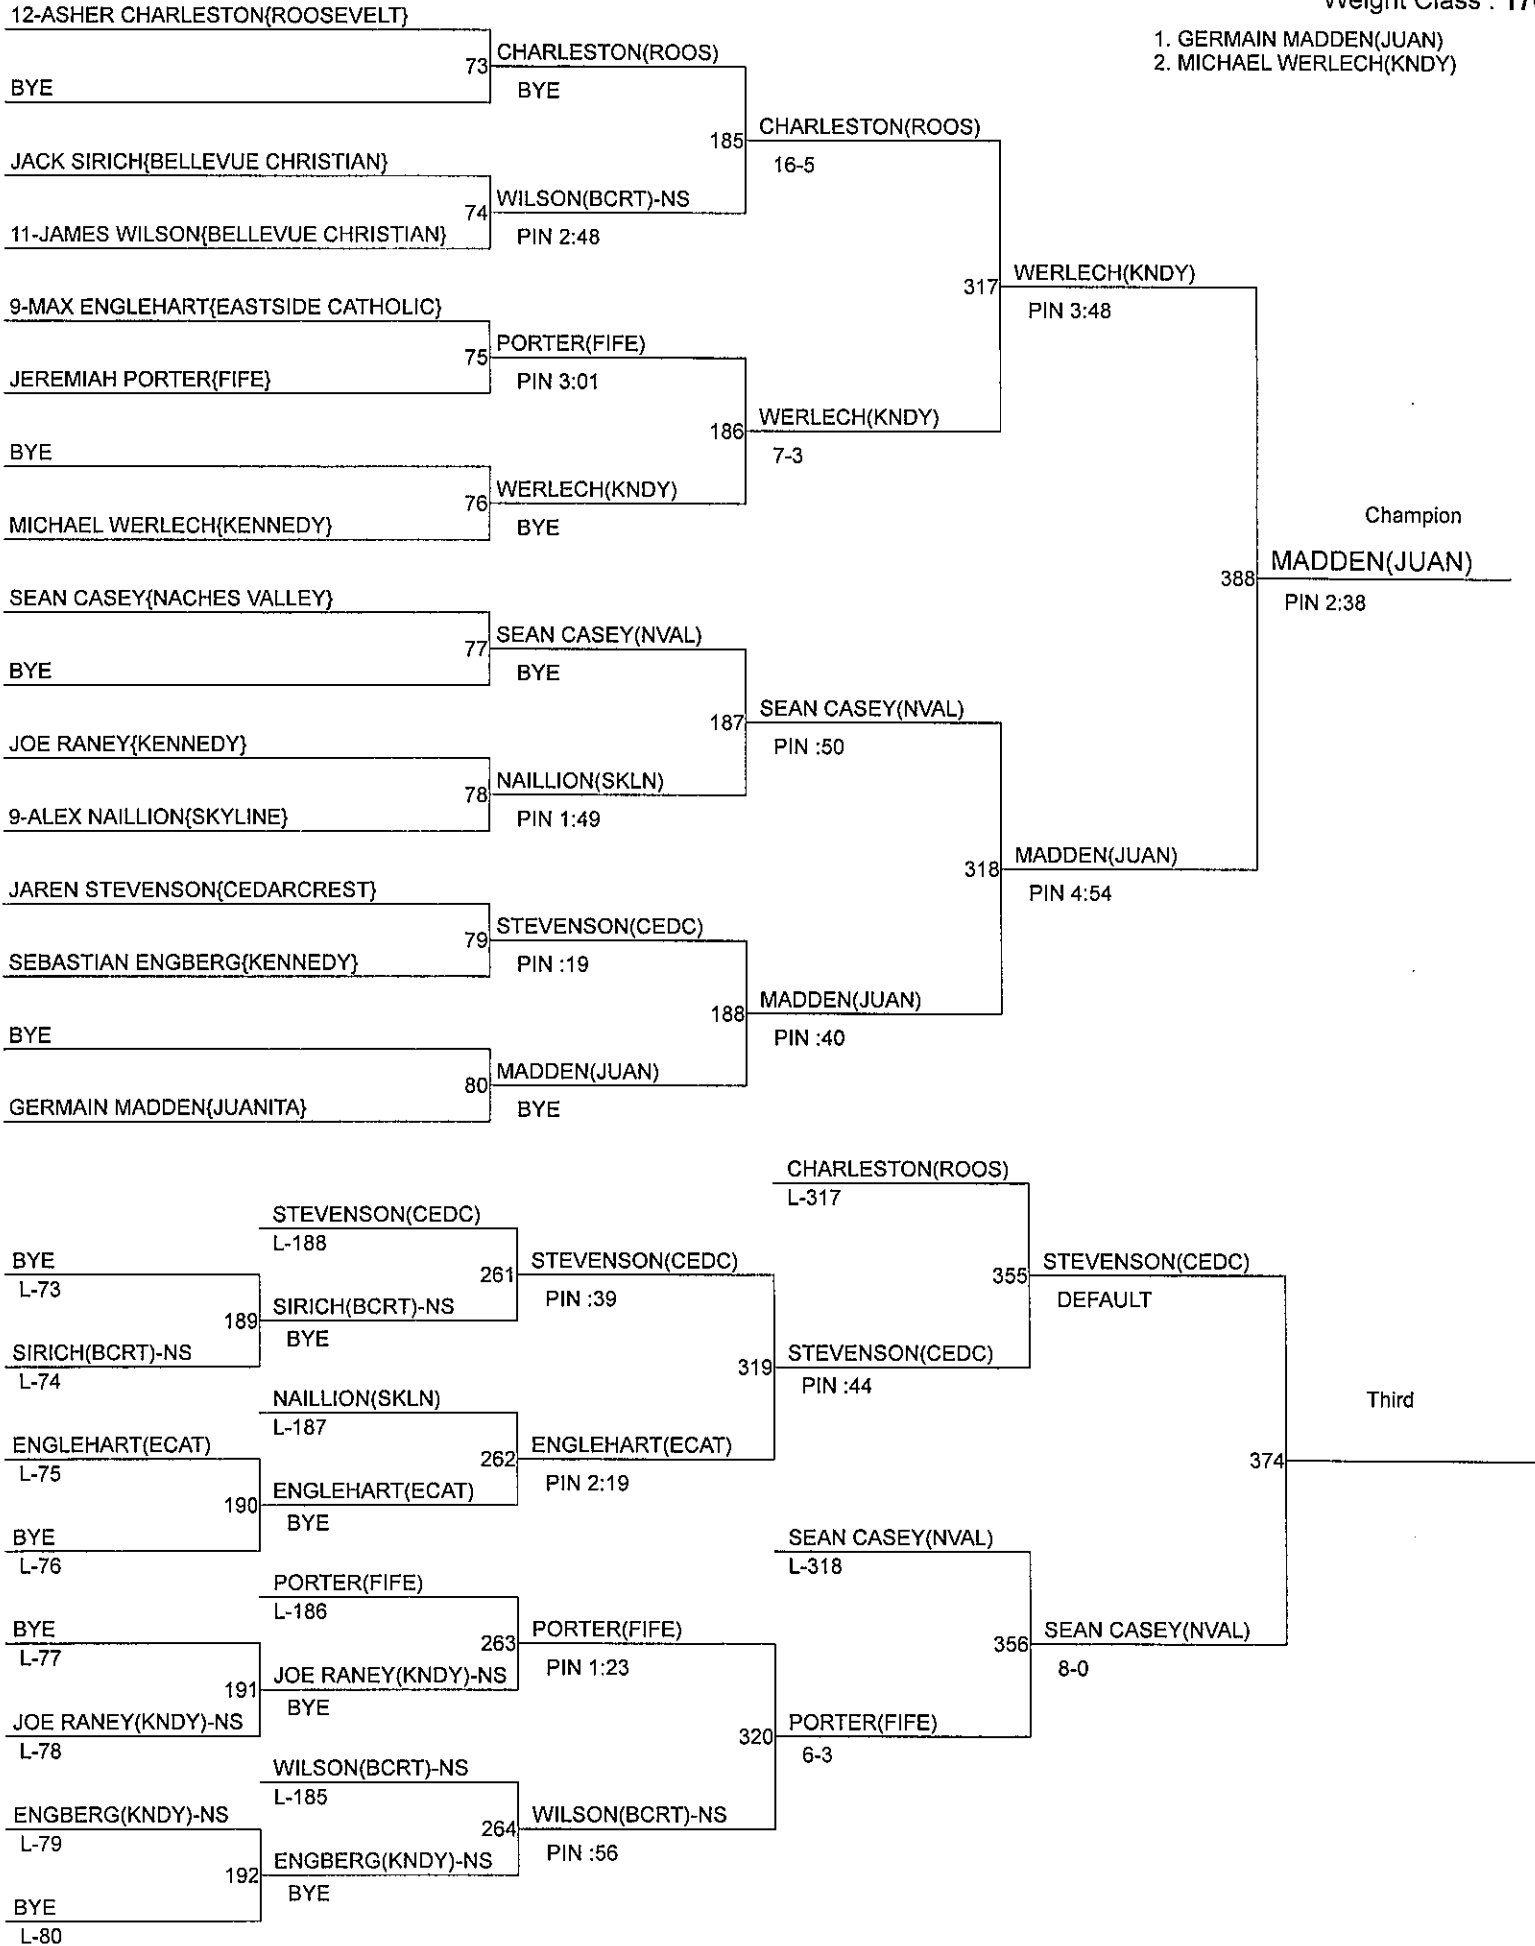 Weight Class :
1. GERMAIN MADDEN(JUAN)
2. MICHAEL WERLECH(KNDY)
12-ASHER CHARLESTON{ROOSEVELT}
73
CHARLESTON(ROOS)
BYE
BYE
185
CHARLESTON(ROOS)
16-5
JACK SIRICH{BELLEVUE CHRISTIAN}
74
WILSON(BCRT)-NS
PIN 2:48
11-JAMES WILSON{BELLEVUE CHRISTIAN}
317
WERLECH(KNDY)
PIN 3:48
9-MAX ENGLEHART{EASTSIDE CATHOLIC}
75
PORTER(FIFE)
PIN 3:01
JEREMIAH PORTER{FIFE}
186
WERLECH(KNDY)
7-3
BYE
76
WERLECH(KNDY)
BYE
MICHAEL WERLECH{KENNEDY}
Champion
388
MADDEN(JUAN)
PIN 2:38
SEAN CASEY{NACHES VALLEY}
77
SEAN CASEY(NVAL)
BYE
BYE
187
SEAN CASEY(NVAL)
PIN :50
JOE RANEY{KENNEDY}
78
NAILLION(SKLN)
PIN 1:49
9-ALEX NAILLION{SKYLINE}
318
MADDEN(JUAN)
PIN 4:54
JAREN STEVENSON{CEDARCREST}
79
STEVENSON(CEDC)
PIN :19
SEBASTIAN ENGBERG{KENNEDY}
188
MADDEN(JUAN)
PIN :40
BYE
80
MADDEN(JUAN)
BYE
GERMAIN MADDEN{JUANITA}
CHARLESTON(ROOS)
L-317
STEVENSON(CEDC)
L-188
BYE
L-73
261
STEVENSON(CEDC)
PIN :39
355
STEVENSON(CEDC)
DEFAULT
189
SIRICH(BCRT)-NS
BYE
SIRICH(BCRT)-NS
L-74
319
STEVENSON(CEDC)
PIN :44
NAILLION(SKLN)
L-187
Third
ENGLEHART(ECAT)
L-75
262
ENGLEHART(ECAT)
PIN 2:19
374
190
ENGLEHART(ECAT)
BYE
BYE
L-76
SEAN CASEY(NVAL)
L-318
PORTER(FIFE)
L-186
BYE
L-77
263
PORTER(FIFE)
PIN 1:23
356
SEAN CASEY(NVAL)
8-0
191
JOE RANEY(KNDY)-NS
BYE
JOE RANEY(KNDY)-NS
L-78
320
PORTER(FIFE)
6-3
WILSON(BCRT)-NS
L-185
ENGBERG(KNDY)-NS
L-79
264
WILSON(BCRT)-NS
PIN :56
192
ENGBERG(KNDY)-NS
BYE
BYE
L-80